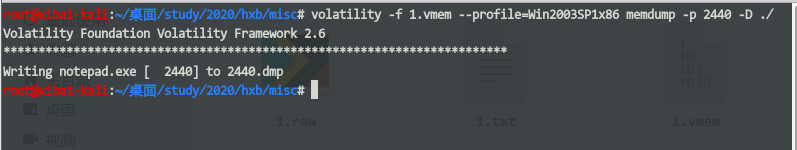 root@xibai-kali:~/桌面/study/2020/hxb/misc# volatility -f 1.vmem --profile=Win2003SP1x86 memdump -p 2440 -D ./
Volatility Foundation Volatility Framework 2.6
************************************************************************
Writing notepad.exe [  2440] to 2440.dmp
root@xibai-kali:~/桌面/study/2020/hxb/misc#
桌面
1.raw
1.txt
1.vmem
视频